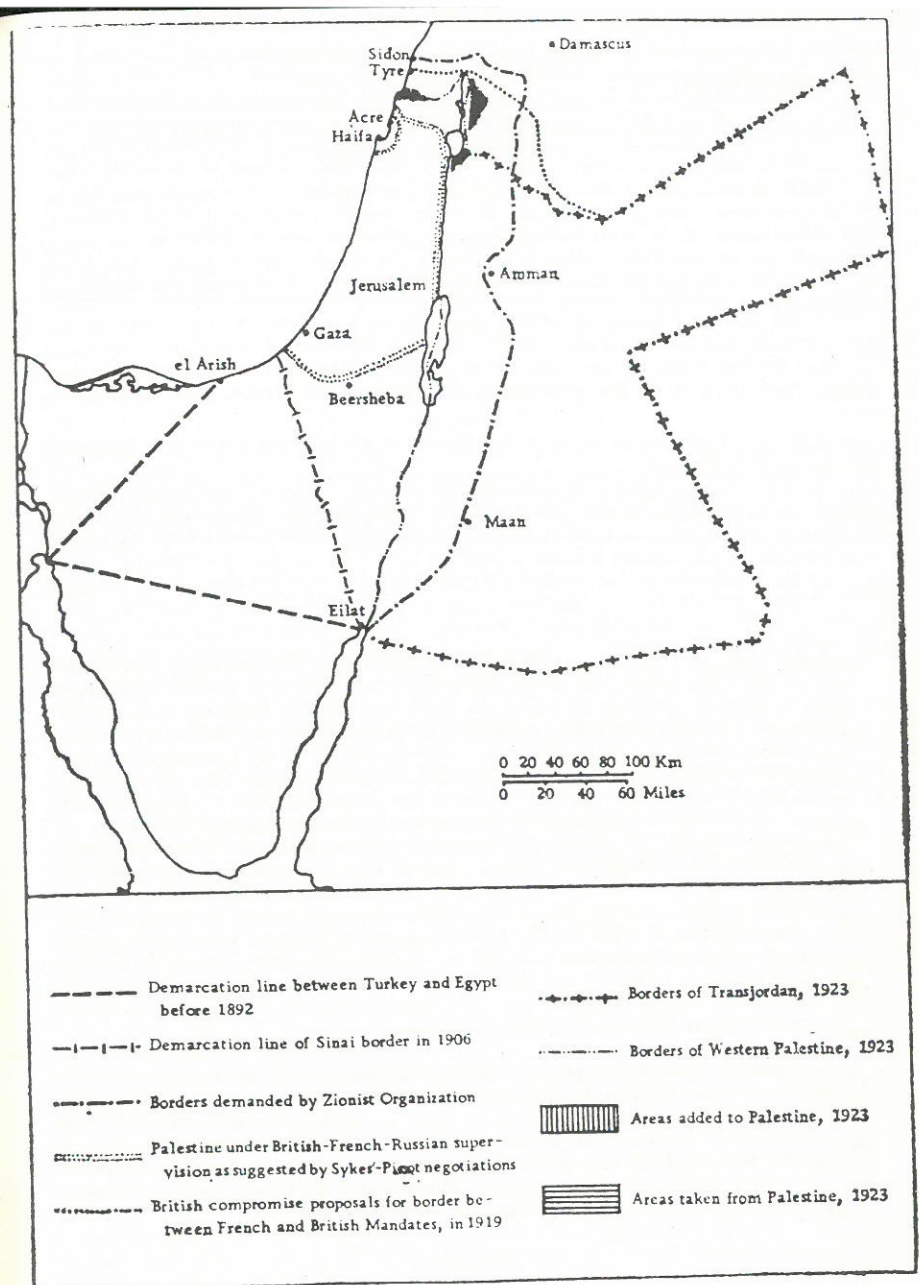 Damascus
Sidon
Tyre
Acre
Haifa
Amman
Jerusalem
Gaza
el Arish
Beersheba
Maan
Eilat
0 20 40 60 80 100 Km
0 20 40 60 Miles
Demarcation line between Turkey and Egypt
before 1892
Demarcation line of Sinai border in 1906
Borders demanded by Zionist Organization
Palestine under British-French-Russian super-
vision as suggested by Sykes'-Picot negotiations
British compromise proposals for border be-
tween French and British Mandates, in 1919
Borders of Transjordan, 1923
Borders of Western Palestine, 1923
Areas added to Palestine, 1923
Areas taken from Palestine, 1923